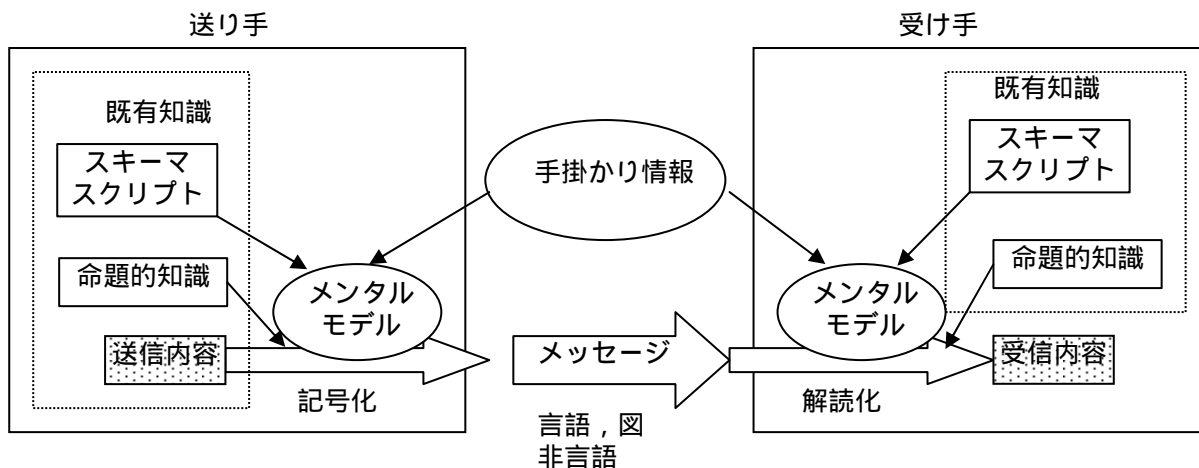 送り手
受け手
既有知識
スキーマ
スクリプト
命題的知識
送信内容
メンタル
モデル
記号化
手掛かり情報
メッセージ
言語，図
非言語
既有知識
スキーマ
スクリプト
命題的知識
メンタル
モデル
受信内容
解読化